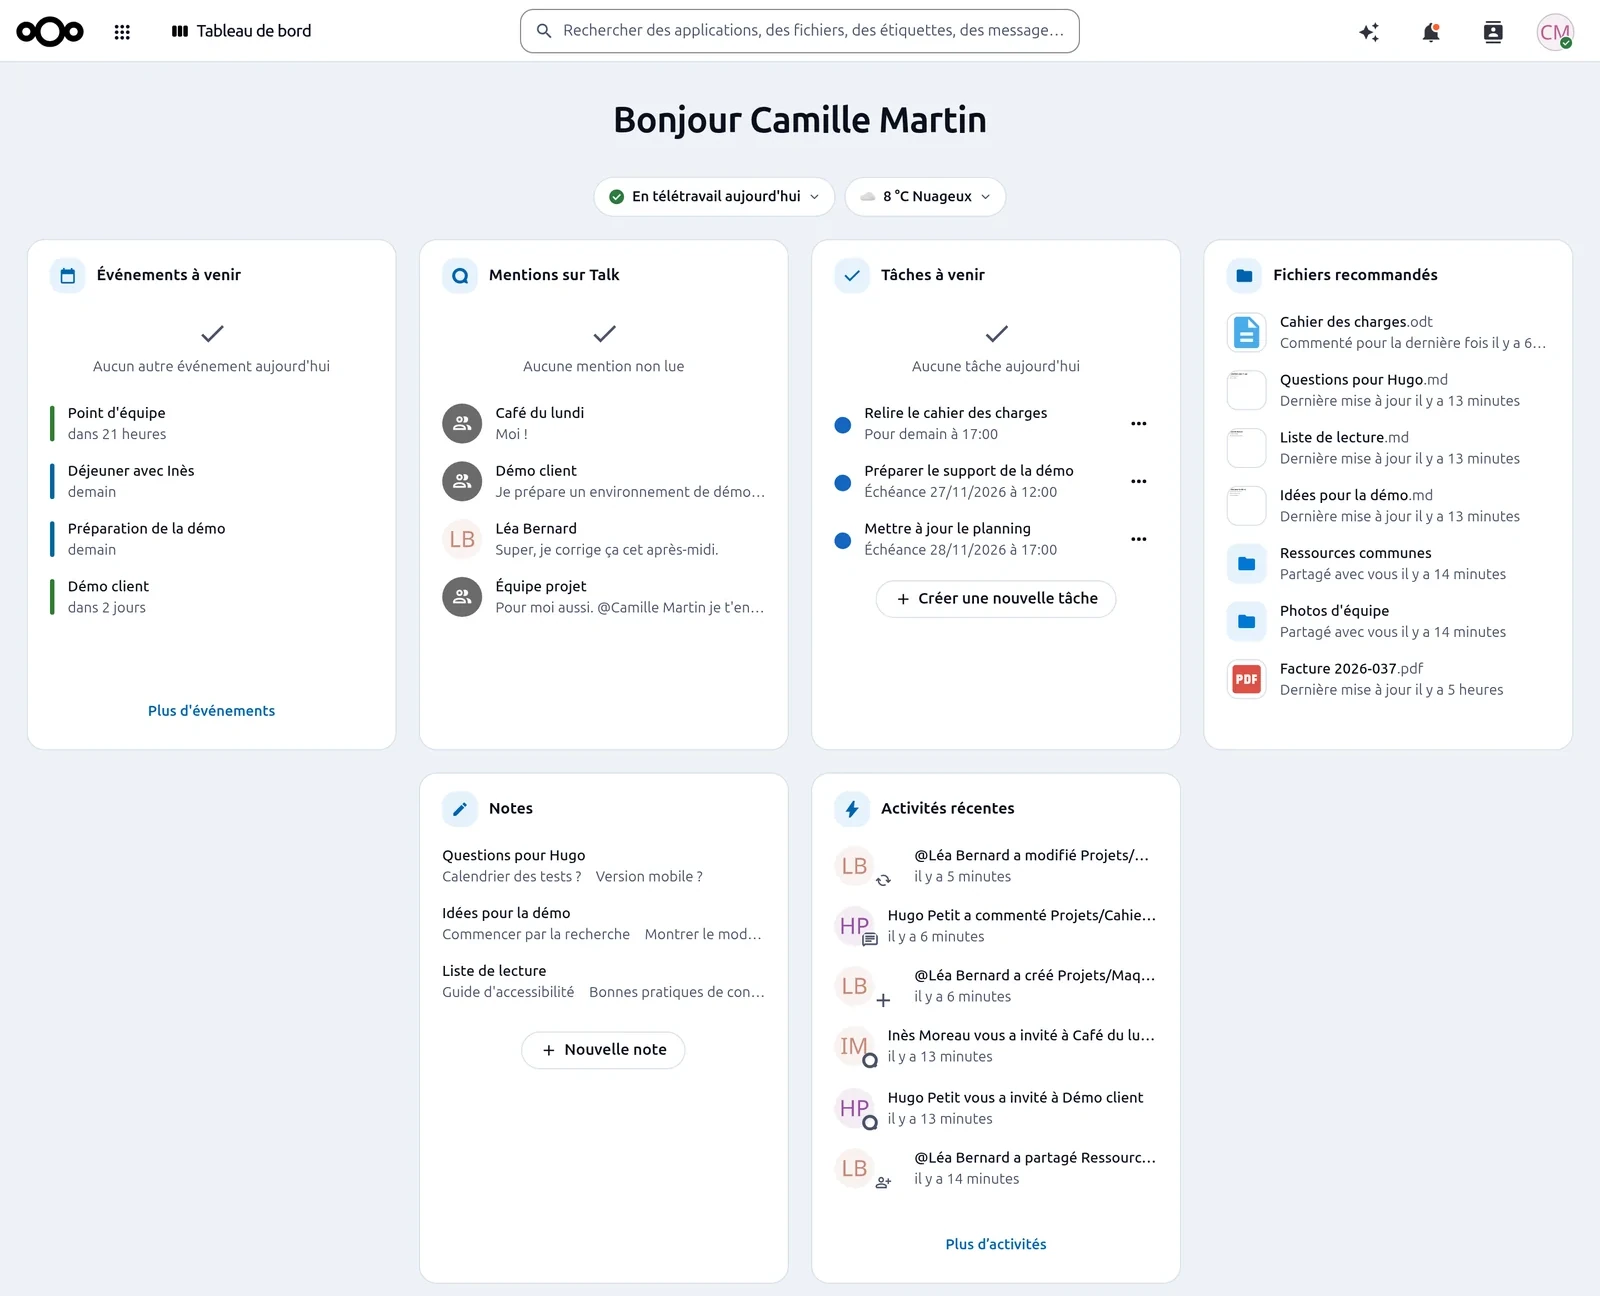 Tableau de bord
Rechercher des applications, des fichiers, des étiquettes, des message…
CM
Bonjour Camille Martin
En télétravail aujourd'hui
8 °C Nuageux
Événements à venir
Aucun autre événement aujourd'hui
Point d'équipe
dans 21 heures
Déjeuner avec Inès
demain
Préparation de la démo
demain
Démo client
dans 2 jours
Plus d'événements
Mentions sur Talk
Aucune mention non lue
Café du lundi
Moi !
Démo client
Je prépare un environnement de démo…
LB
Léa Bernard
Super, je corrige ça cet après-midi.
Équipe projet
Pour moi aussi. @Camille Martin je t'en…
Tâches à venir
Aucune tâche aujourd'hui
Relire le cahier des charges
Pour demain à 17:00
Préparer le support de la démo
Échéance 27/11/2026 à 12:00
Mettre à jour le planning
Échéance 28/11/2026 à 17:00
+ Créer une nouvelle tâche
Fichiers recommandés
Cahier des charges.odt
Commenté pour la dernière fois il y a 6…
Questions pour Hugo.md
Dernière mise à jour il y a 13 minutes
Liste de lecture.md
Dernière mise à jour il y a 13 minutes
Idées pour la démo.md
Dernière mise à jour il y a 13 minutes
Ressources communes
Partagé avec vous il y a 14 minutes
Photos d'équipe
Partagé avec vous il y a 14 minutes
PDF
Facture 2026-037.pdf
Dernière mise à jour il y a 5 heures
Notes
Questions pour Hugo
Calendrier des tests ? Version mobile ?
Idées pour la démo
Commencer par la recherche Montrer le mod…
Liste de lecture
Guide d'accessibilité Bonnes pratiques de con…
+ Nouvelle note
Activités récentes
LB
@Léa Bernard a modifié Projets/…
il y a 5 minutes
HP
Hugo Petit a commenté Projets/Cahie…
il y a 6 minutes
LB
@Léa Bernard a créé Projets/Maq…
il y a 6 minutes
IM
Inès Moreau vous a invité à Café du lu…
il y a 13 minutes
HP
Hugo Petit vous a invité à Démo client
il y a 13 minutes
LB
@Léa Bernard a partagé Ressourc…
il y a 14 minutes
Plus d'activités